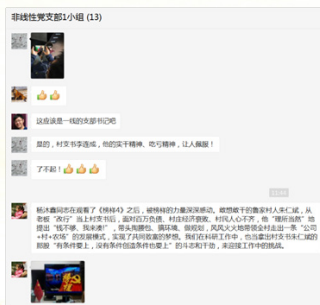 非线性党支部1小组 (13)
这应该是一线的支部书记吧
是的，村支书李连成，他的实干精神、吃亏精神，让人佩服！
了不起！
杨沐鑫同志在观看了《榜样4》之后，被榜样的力量深深感动。敢想敢干的鲁家村人朱仁斌，从
老板“改行”当上村支书后，面对百万负债、村庄经济衰败、村民人心不齐，他“理所当然”地
提出“钱不够、我来凑!”，带头掏腰包、搞环境、做规划，风风火火地带领全村走出一条“公司
+村+农场”的发展模式，实现了共同致富的梦想。我们在科研工作中，也当拿出村支书朱仁斌的
那股“有条件要上，没有条件创造条件也要上”的斗志和干劲，来迎接工作中的挑战。